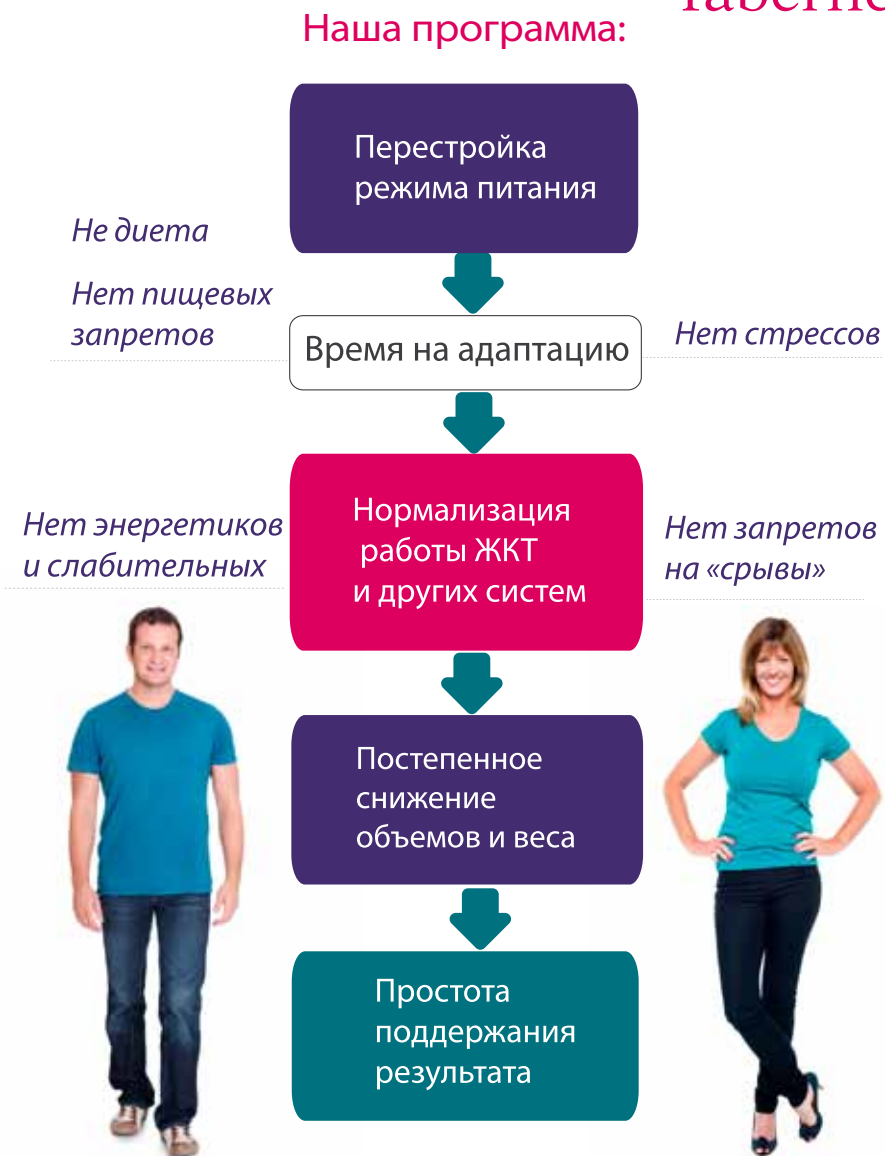 Наша программа:
Перестройка
режима питания
Не диета
Нет пищевых
запретов
Время на адаптацию
Нет стрессов
Нет энергетиков
и слабительных
Нормализация
работы ЖКТ
и других систем
Нет запретов
на «срывы»
Постепенное
снижение
объемов и веса
Простота
поддержания
результата